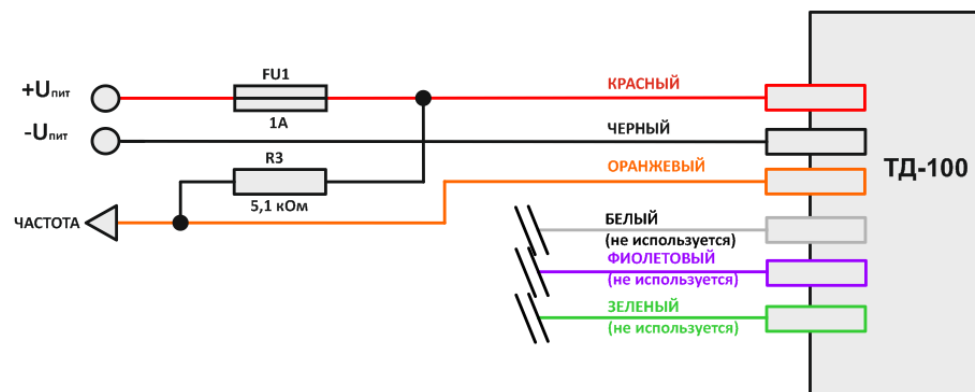 FU1
+Uпит
КРАСНЫЙ
1А
-Uпит
ЧЕРНЫЙ
R3
ОРАНЖЕВЫЙ
ТД-100
5,1 кОм
ЧАСТОТА
БЕЛЫЙ
(не используется)
ФИОЛЕТОВЫЙ
(не используется)
ЗЕЛЕНЫЙ
(не используется)